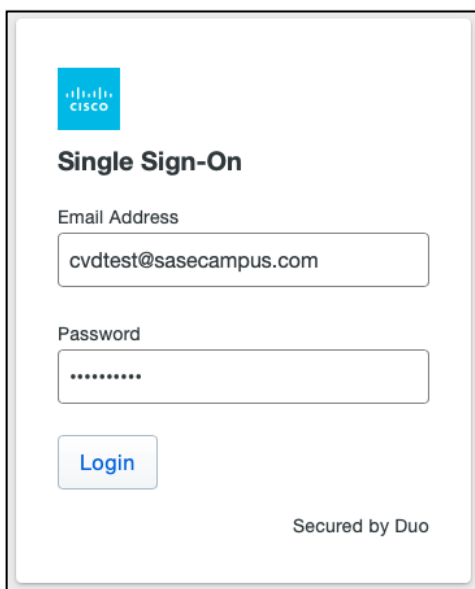 CISCO
Single Sign-On
Email Address
cvdtest@sasecampus.com
Password
••••••••••
Login
Secured by Duo